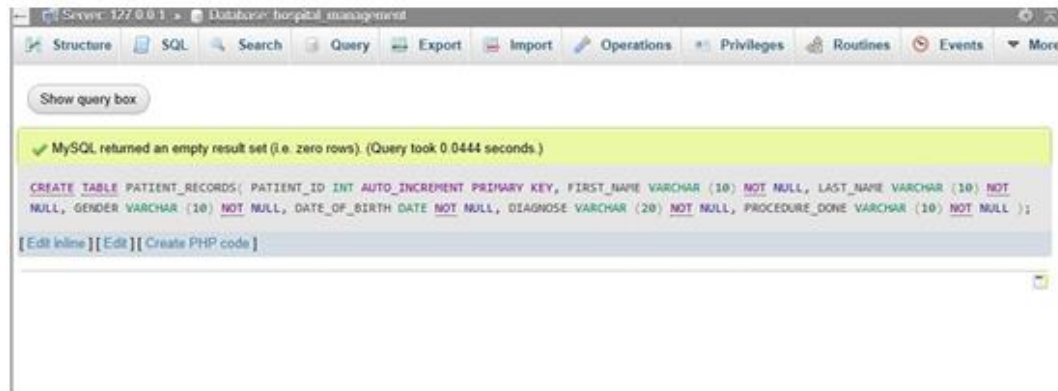 Server: 127.0.0.1 » Database: hospital management
Structure SQL Search Query Export Import Operations Privileges Routines Events More
Show query box
MySQL returned an empty result set (i.e. zero rows). (Query took 0.0444 seconds.)
CREATE TABLE PATIENT_RECORDS( PATIENT_ID INT AUTO_INCREMENT PRIMARY KEY, FIRST_NAME VARCHAR (10) NOT NULL, LAST_NAME VARCHAR (10) NOT
NULL, GENDER VARCHAR (10) NOT NULL, DATE_OF_BIRTH DATE NOT NULL, DIAGNOSE VARCHAR (20) NOT NULL, PROCEDURE_DONE VARCHAR (10) NOT NULL );
[ Edit inline ] [ Edit ] [ Create PHP code ]